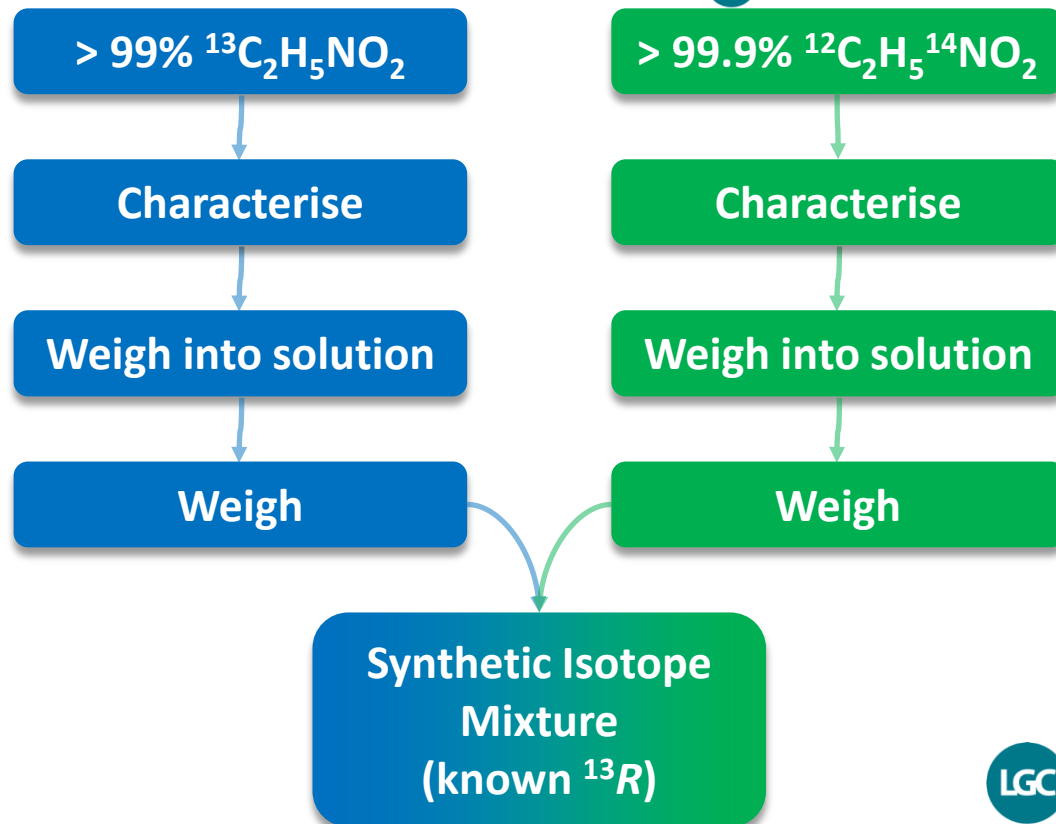 > 99% ¹³C₂H₅NO₂
> 99.9% ¹²C₂H₅¹⁴NO₂
Characterise
Characterise
Weigh into solution
Weigh into solution
Weigh
Weigh
Synthetic Isotope
Mixture
(known ¹³R)
LGC